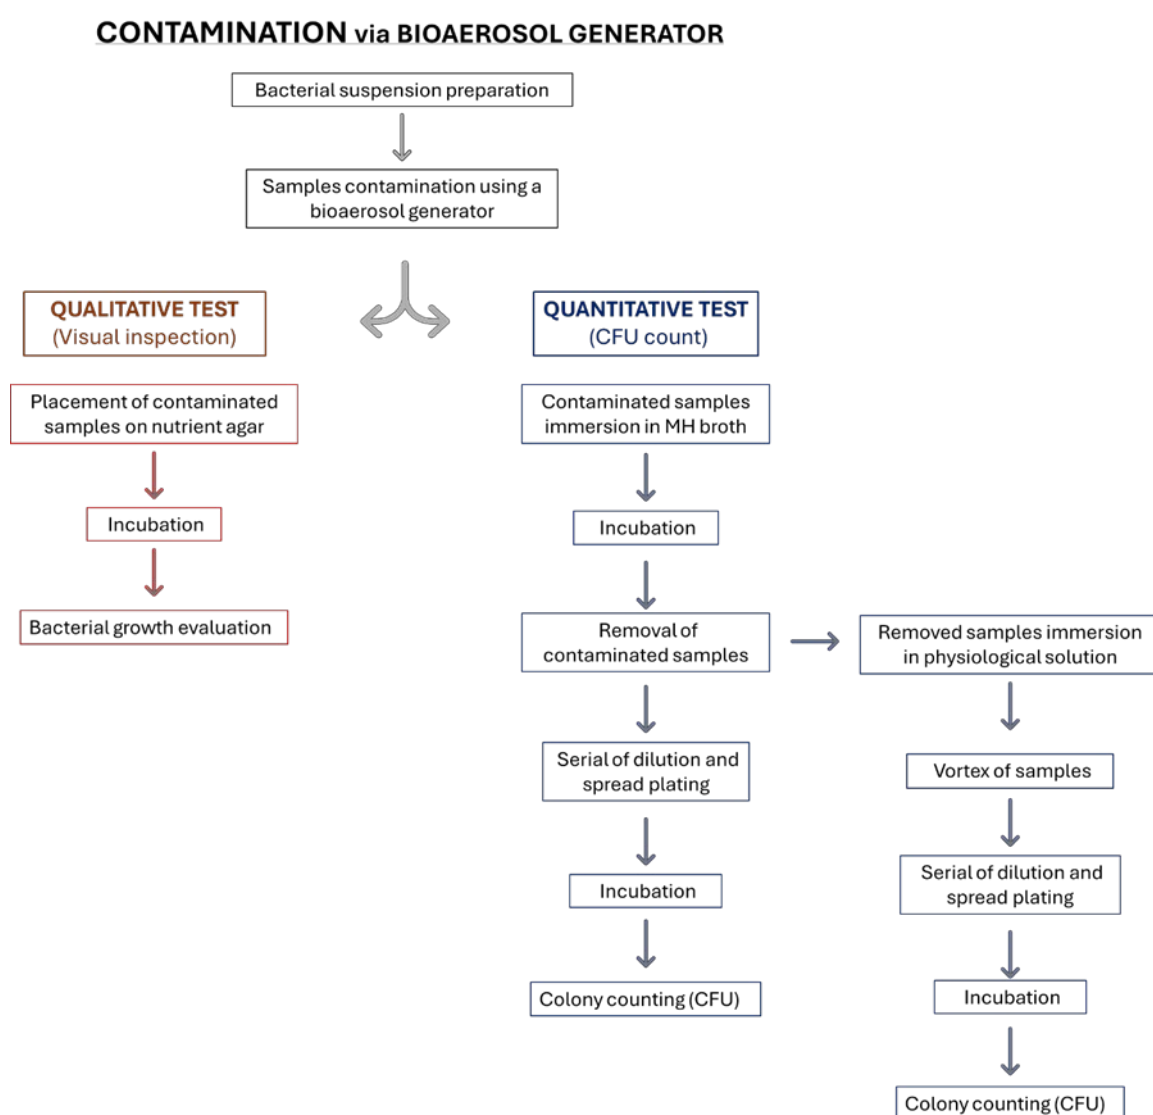 CONTAMINATION via BIOAEROSOL GENERATOR
Bacterial suspension preparation
Samples contamination using a
bioaerosol generator
QUALITATIVE TEST
(Visual inspection)
Placement of contaminated
samples on nutrient agar
Incubation
Bacterial growth evaluation
QUANTITATIVE TEST
(CFU count)
Contaminated samples
immersion in MH broth
Incubation
Removal of
contaminated samples
Serial of dilution and
spread plating
Incubation
Colony counting (CFU)
Removed samples immersion
in physiological solution
Vortex of samples
Serial of dilution and
spread plating
Incubation
Colony counting (CFU)